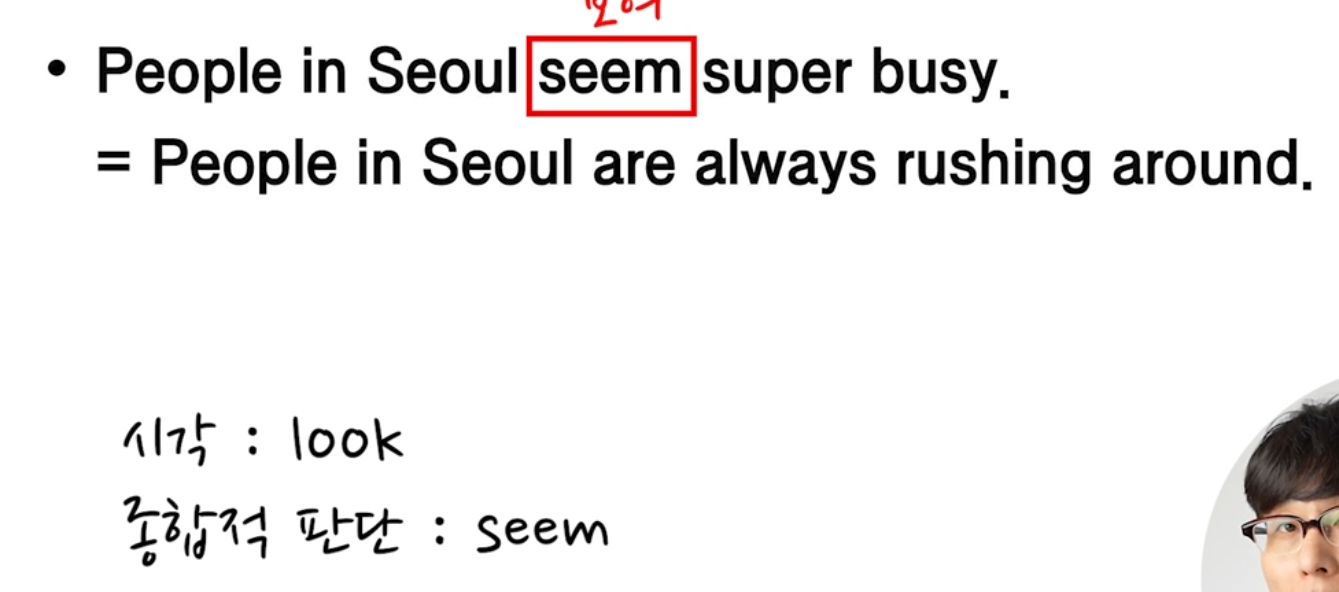 • People in Seoul seem super busy.
= People in Seoul are always rushing around.
시각 : look
종합적 판단 : seem